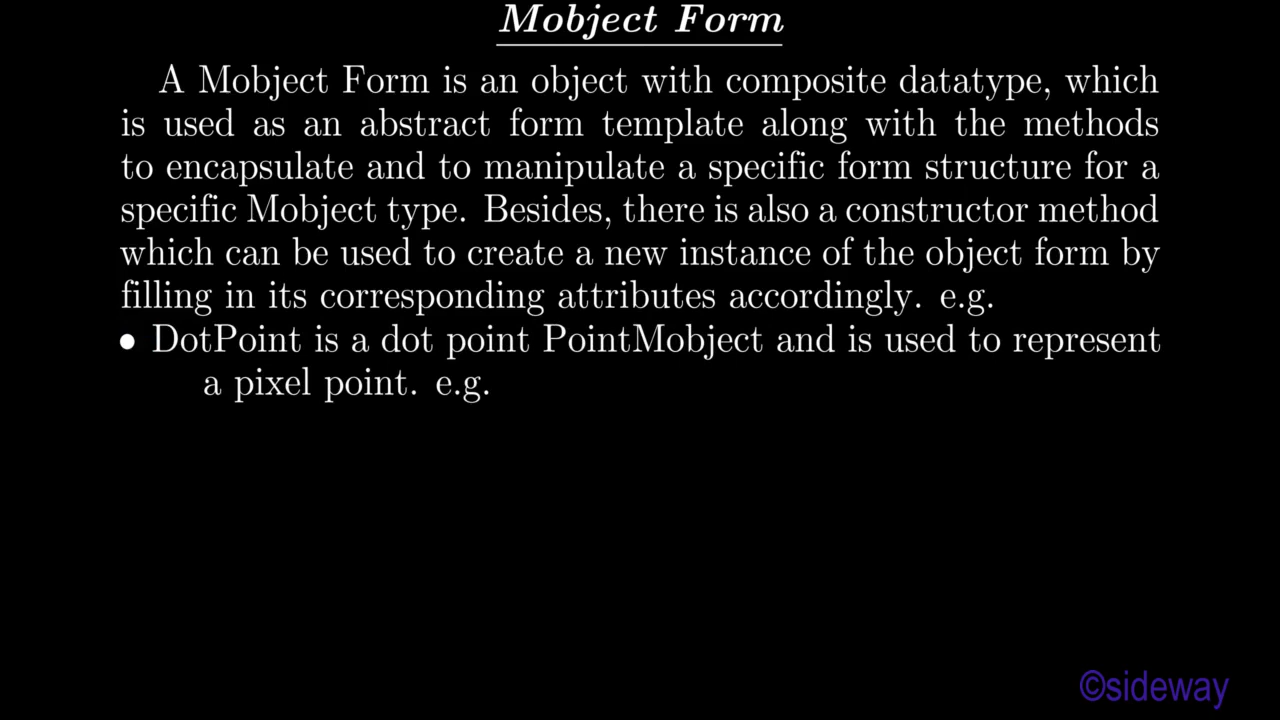 Mobject Form
A Mobject Form is an object with composite datatype, which
is used as an abstract form template along with the methods
to encapsulate and to manipulate a specific form structure for a
specific Mobject type. Besides, there is also a constructor method
which can be used to create a new instance of the object form by
filling in its corresponding attributes accordingly. e.g.
• DotPoint is a dot point PointMobject and is used to represent
a pixel point. e.g.
©sideway